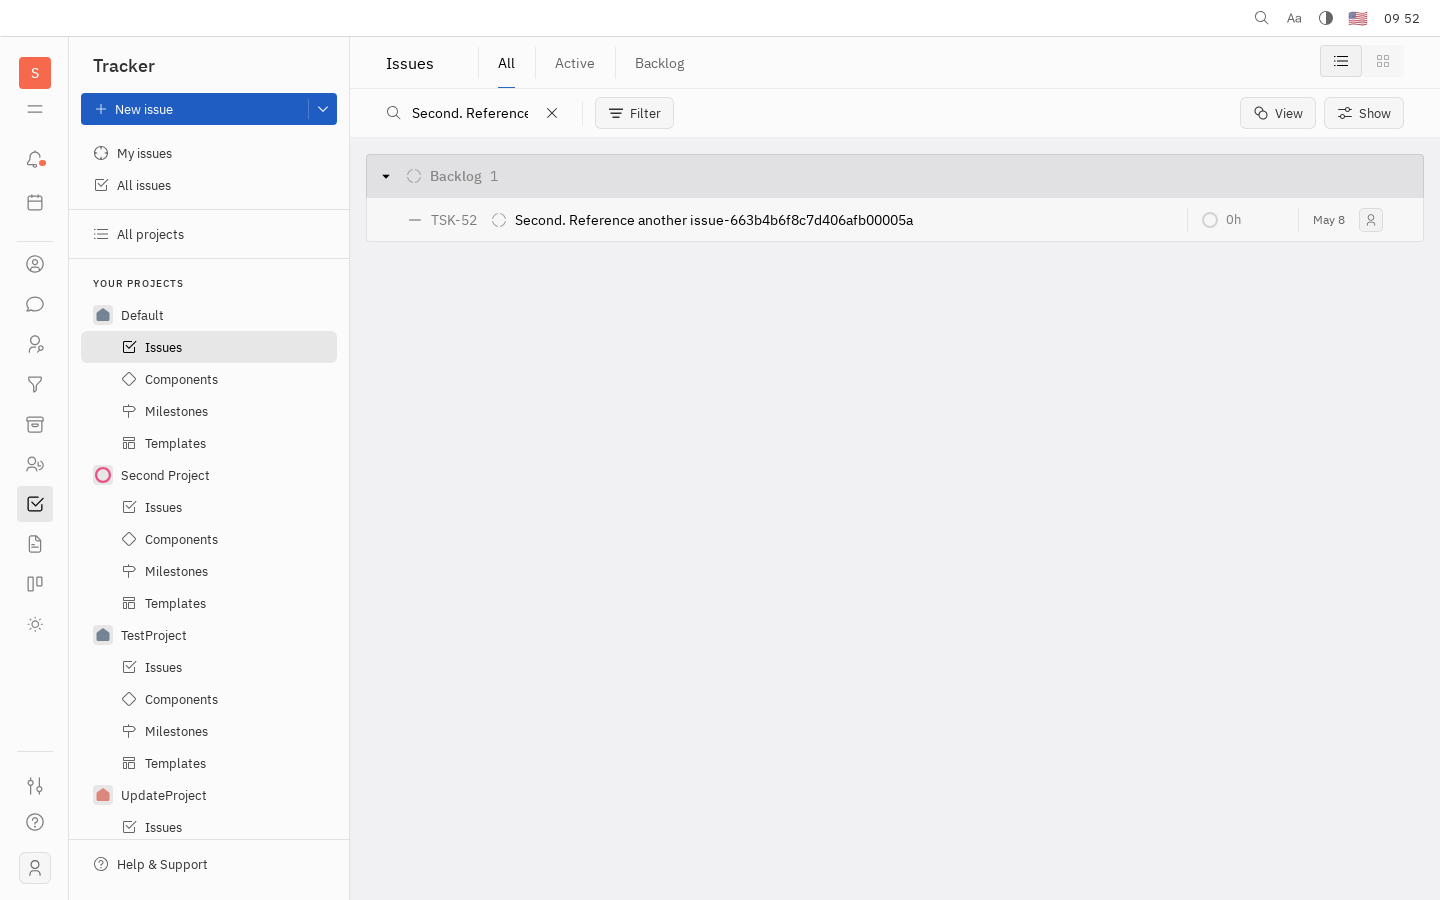 Aa
09 52
S
Tracker
New issue
My issues
All issues
All projects
YOUR PROJECTS
Default
Issues
Components
Milestones
Templates
Second Project
Issues
Components
Milestones
Templates
TestProject
Issues
Components
Milestones
Templates
UpdateProject
Issues
Help & Support
Issues
All
Active
Backlog
Second. Reference
Filter
View
Show
Backlog 1
TSK-52 Second. Reference another issue-663b4b6f8c7d406afb00005a 0h May 8